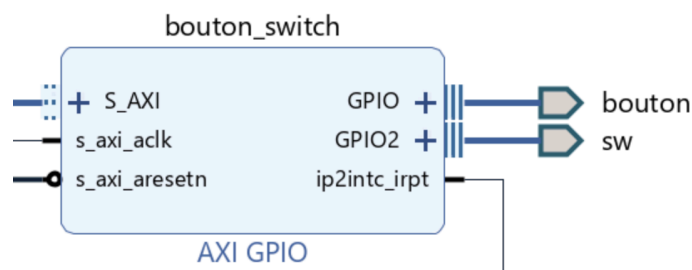 bouton_switch
S_AXI GPIO bouton
s_axi_aclk GPIO2 sw
s_axi_aresetn ip2intc_irpt
AXI GPIO